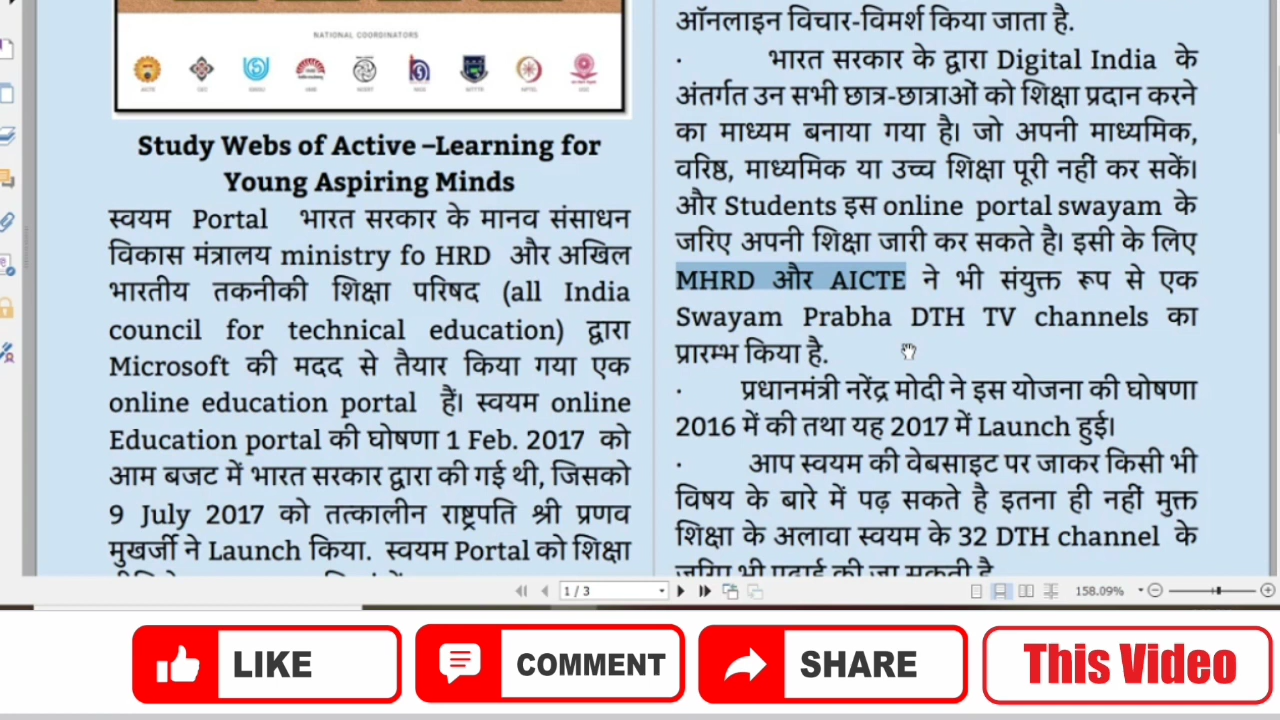 NATIONAL COORDINATORS
Study Webs of Active –Learning for
Young Aspiring Minds
स्वयम Portal भारत सरकार के मानव संसाधन
विकास मंत्रालय ministry fo HRD और अखिल
भारतीय तकनीकी शिक्षा परिषद (all India
council for technical education) द्वारा
Microsoft की मदद से तैयार किया गया एक
online education portal हैं। स्वयम online
Education portal की घोषणा 1 Feb. 2017 को
आम बजट में भारत सरकार द्वारा की गई थी, जिसको
9 July 2017 को तत्कालीन राष्ट्रपति श्री प्रणव
मुखर्जी ने Launch किया. स्वयम Portal को शिक्षा
ऑनलाइन विचार-विमर्श किया जाता है.
· भारत सरकार के द्वारा Digital India के
अंतर्गत उन सभी छात्र-छात्राओं को शिक्षा प्रदान करने
का माध्यम बनाया गया है। जो अपनी माध्यमिक,
वरिष्ठ, माध्यमिक या उच्च शिक्षा पूरी नहीं कर सकें।
और Students इस online portal swayam के
जरिए अपनी शिक्षा जारी कर सकते है। इसी के लिए
MHRD और AICTE ने भी संयुक्त रूप से एक
Swayam Prabha DTH TV channels का
प्रारम्भ किया है.
· प्रधानमंत्री नरेंद्र मोदी ने इस योजना की घोषणा
2016 में की तथा यह 2017 में Launch हुई।
· आप स्वयम की वेबसाइट पर जाकर किसी भी
विषय के बारे में पढ़ सकते है इतना ही नहीं मुक्त
शिक्षा के अलावा स्वयम के 32 DTH channel के
जरिए भी पढाई की जा सकती है
1 / 3
158.09%
LIKE
COMMENT
SHARE
This Video